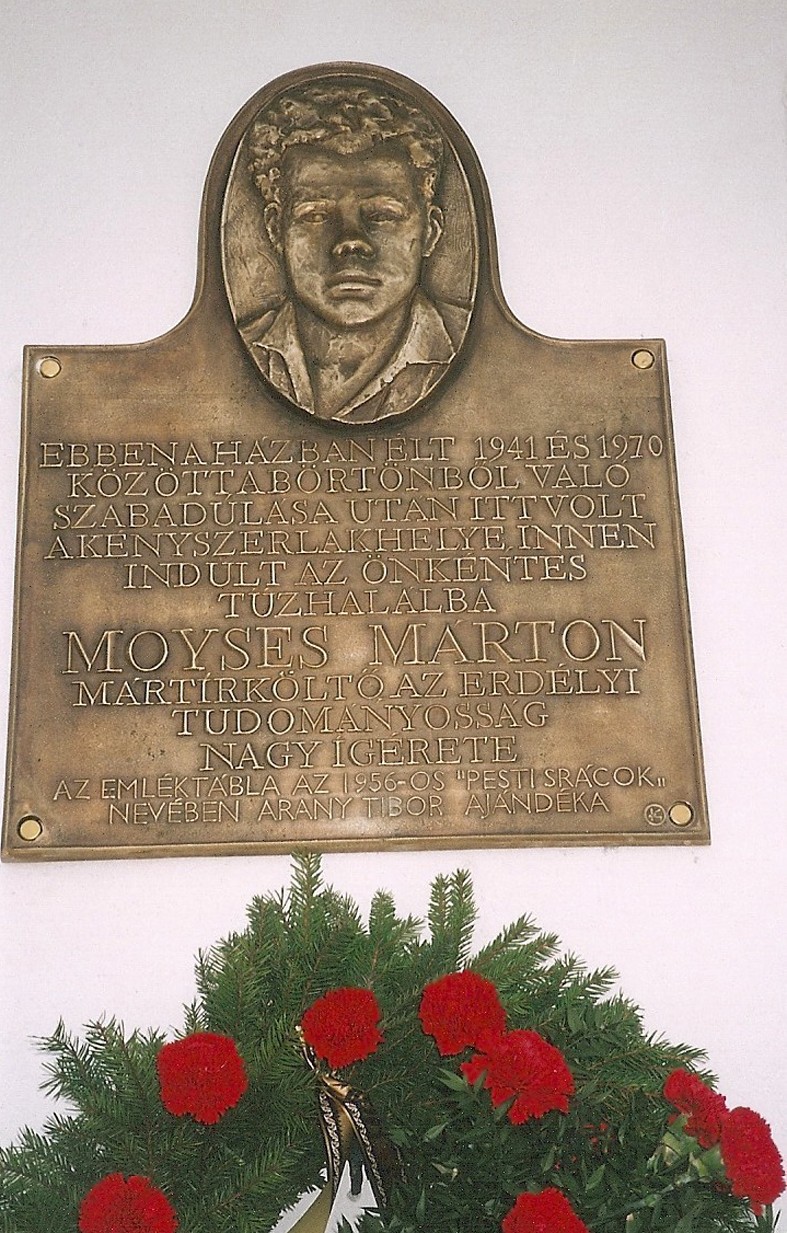 EBBEN A HÁZBAN ÉLT 1941 ÉS 1970
KÖZÖTT A BÖRTÖNBŐL VALÓ
SZABADULÁSA UTÁN ITT VOLT
A KÉNYSZERLAKHELYE, INNEN
INDULT AZ ÖNKÉNTES
TŰZHALÁLBA
MOYSES MÁRTON
MÁRTÍRKÖLTŐ, AZ ERDÉLYI
TUDOMÁNYOSSÁG
NAGY ÍGÉRETE
AZ EMLÉKTÁBLA AZ 1956-OS "PESTI SRÁCOK„
NEVÉBEN ARANY TIBOR AJÁNDÉKA